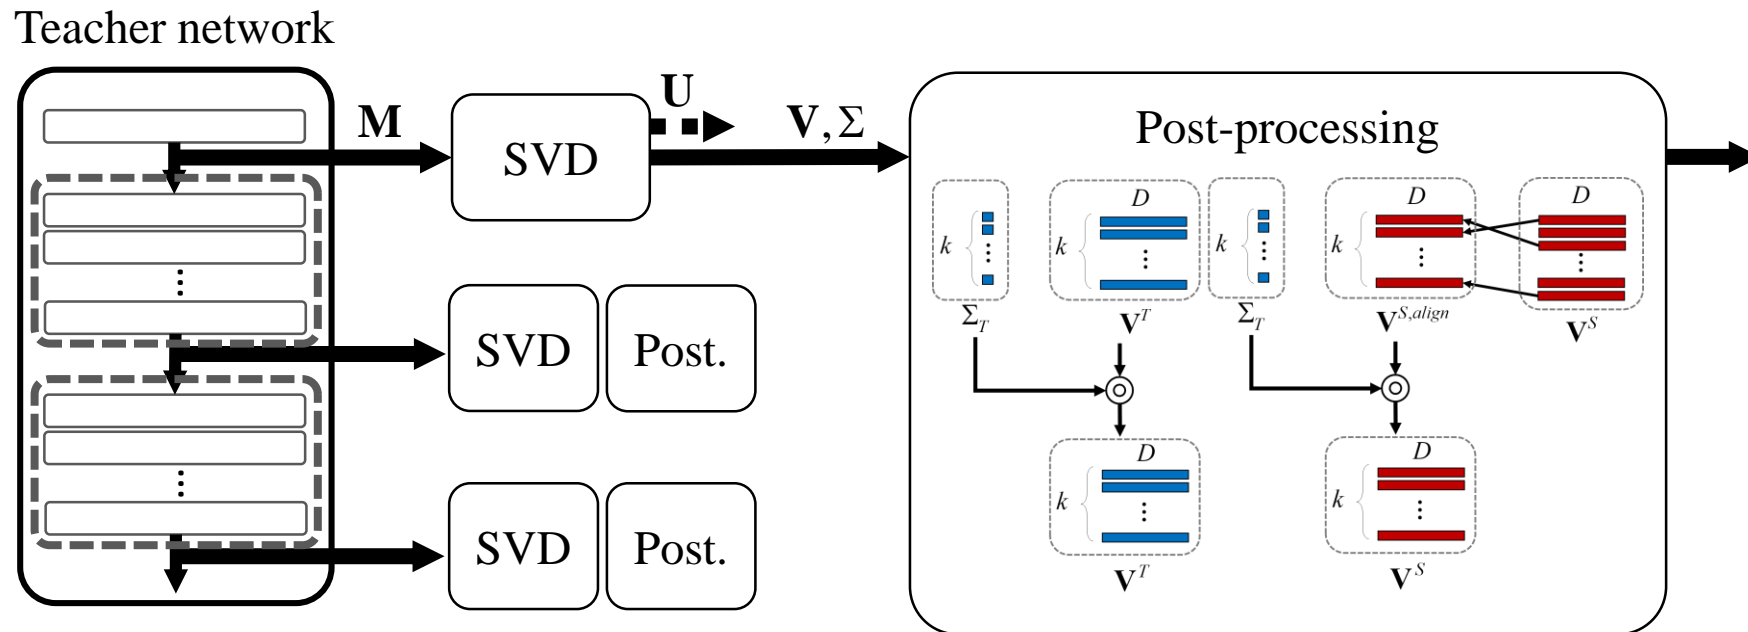 Teacher network
M
SVD
U
V, Σ
Post-processing
k
Σ_T
D
k
V^T
k
Σ_T
D
k
V^{S,align}
D
V^S
D
k
V^T
D
k
V^S
SVD
Post.
SVD
Post.